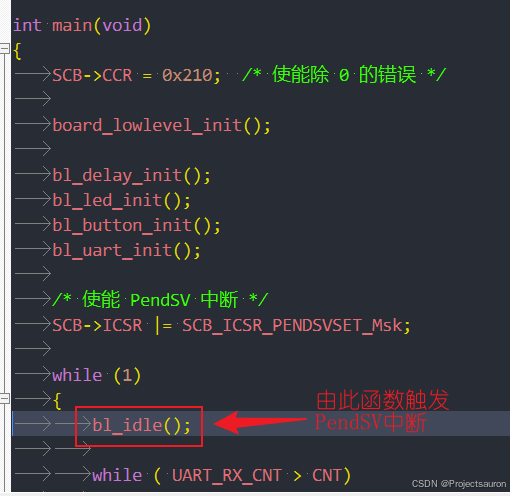 int main(void)
{
SCB->CCR = 0x210; /* 使能除 0 的错误 */
board_lowlevel_init();
bl_delay_init();
bl_led_init();
bl_button_init();
bl_uart_init();
/* 使能 PendSV 中断 */
SCB->ICSR |= SCB_ICSR_PENDSVSET_Msk;
while (1)
{
bl_idle();
由此函数触发
PendSV中断
while ( UART_RX_CNT > CNT)
CSDN @Projectsauron